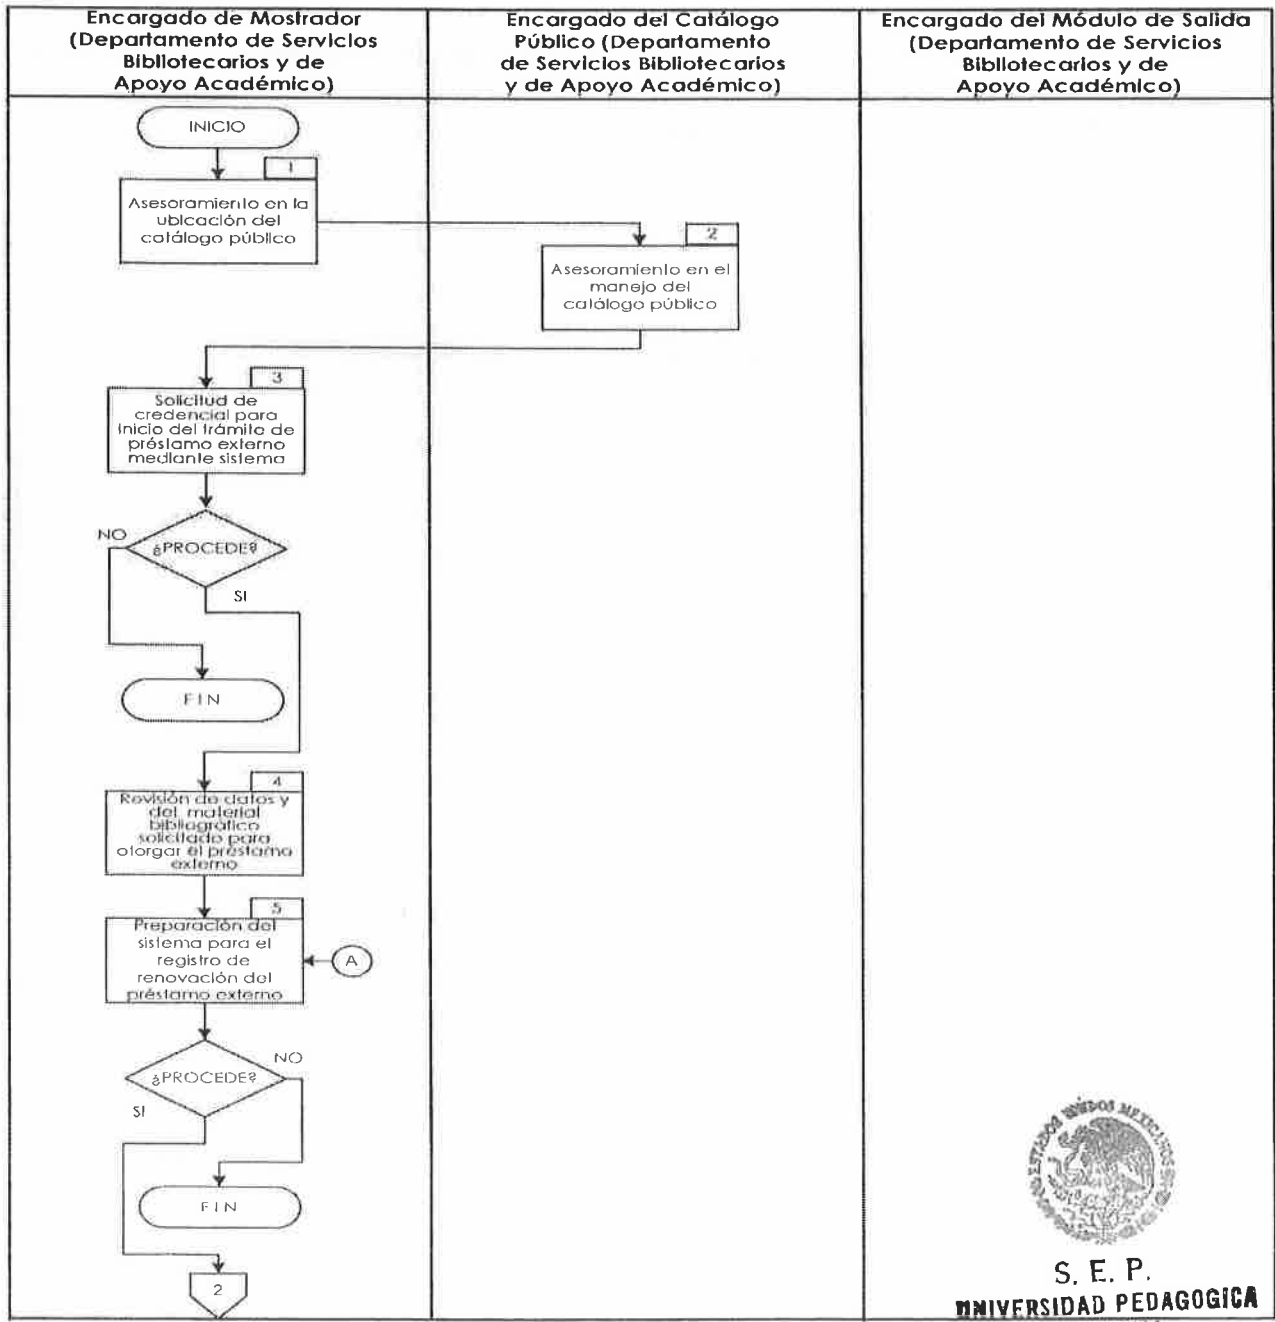 Encargado de Mostrador
(Departamento de Servicios
Bibliotecarios y de
Apoyo Académico)
Encargado del Catálogo
Público (Departamento
de Servicios Bibliotecarios
y de Apoyo Académico)
Encargado del Módulo de Salida
(Departamento de Servicios
Bibliotecarios y de
Apoyo Académico)
INICIO
1
Asesoramiento en la
ubicación del
catálogo público
2
Asesoramiento en el
manejo del
catálogo público
3
Solicitud de
credencial para
inicio del trámite de
préstamo externo
mediante sistema
NO
¿PROCEDE?
SI
FIN
4
Revisión de datos y
del material
bibliográfico
solicitado para
otorgar el préstamo
externo
5
Preparación del
sistema para el
registro de
renovación del
préstamo externo
A
NO
¿PROCEDE?
SI
FIN
2
ESTADOS UNIDOS MEXICANOS
S. E. P.
UNIVERSIDAD PEDAGOGICA